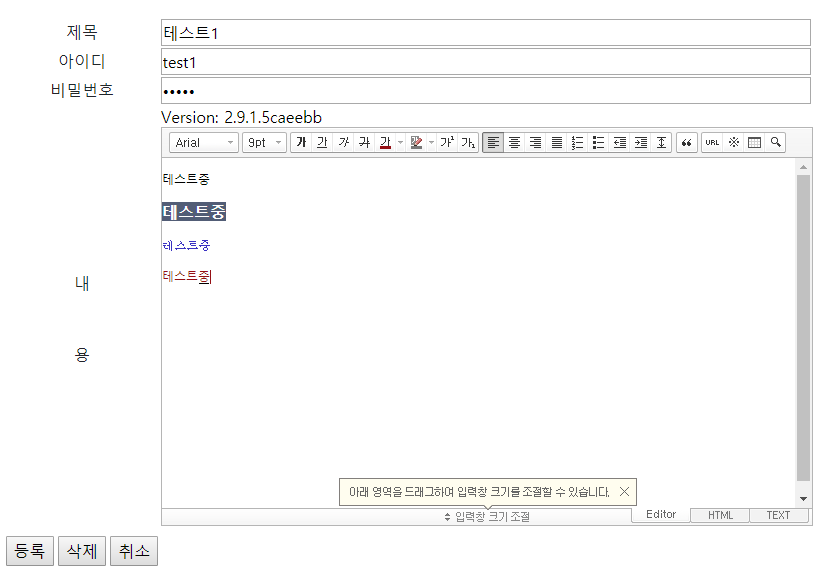 제목 테스트1
아이디 test1
비밀번호 •••••
Version: 2.9.1.5caeebb
Arial 9pt 가 가 가 가 가 가¹ 가₁ “ URL ※
테스트중
테스트중
테스트중
테스트중
내
용
아래 영역을 드래그하여 입력창 크기를 조절할 수 있습니다.
입력창 크기 조절 Editor HTML TEXT
등록 삭제 취소